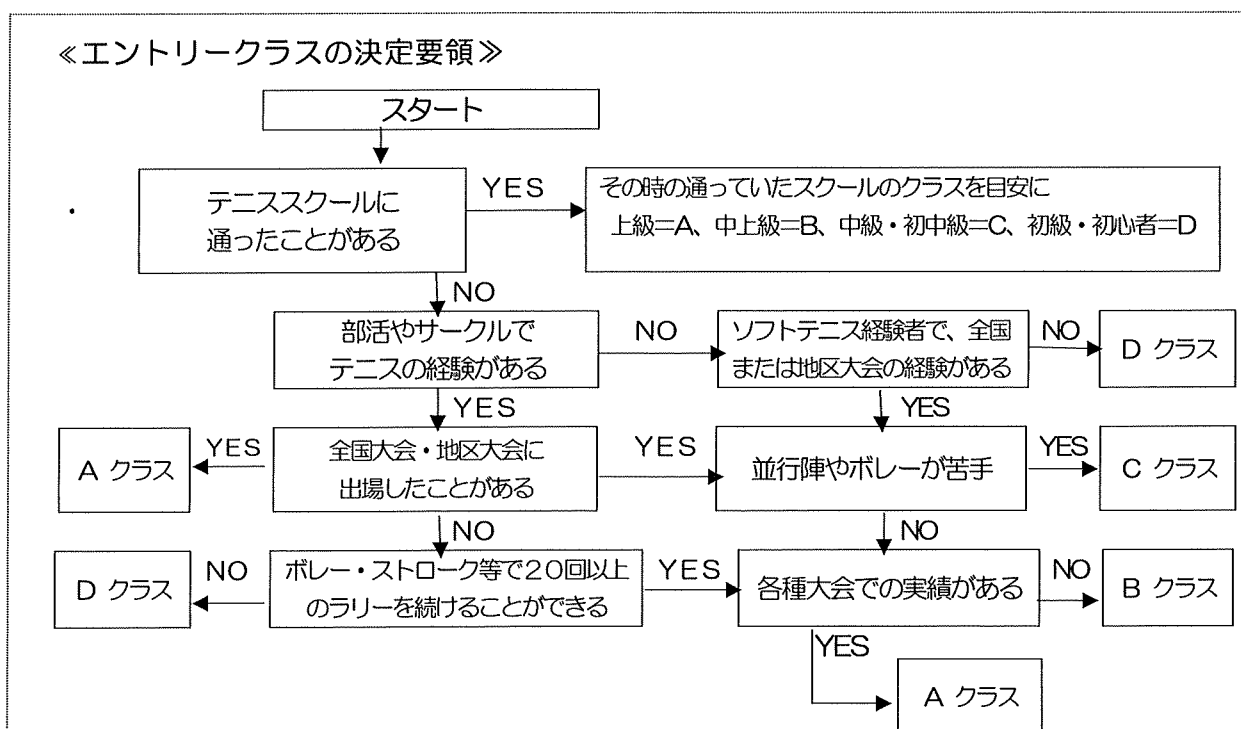 ≪エントリークラスの決定要領≫
スタート
テニススクールに
通ったことがある
YES
その時の通っていたスクールのクラスを目安に
上級＝A、中上級＝B、中級・初中級＝C、初級・初心者＝D
NO
部活やサークルで
テニスの経験がある
NO
ソフトテニス経験者で、全国
または地区大会の経験がある
NO
D クラス
YES
YES
A クラス
YES
全国大会・地区大会に
出場したことがある
YES
並行陣やボレーが苦手
YES
C クラス
NO
NO
D クラス
NO
ボレー・ストローク等で２０回以上
のラリーを続けることができる
YES
各種大会での実績がある
NO
B クラス
YES
A クラス